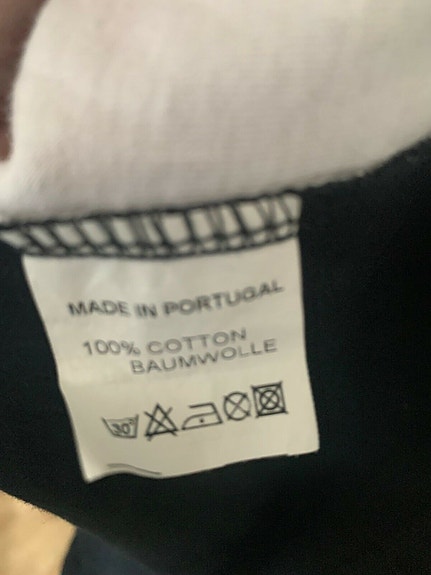 MADE IN PORTUGAL
100% COTTON
BAUMWOLLE
30°